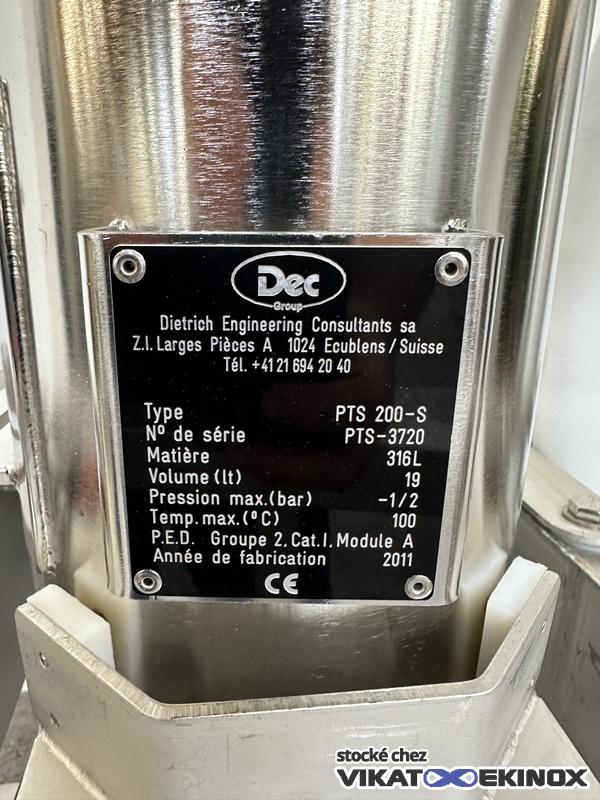 Dec
Group
Dietrich Engineering Consultants sa
Z.I. Larges Pièces A 1024 Ecublens / Suisse
Tél. +41 21 694 20 40
Type PTS 200-S
Nº de série PTS-3720
Matière 316L
Volume (lt) 19
Pression max.(bar) -1/2
Temp.max.(ºC) 100
P.E.D. Groupe 2, Cat.I, Module A
Année de fabrication 2011
CE
stocké chez
VIKAT EKINOX